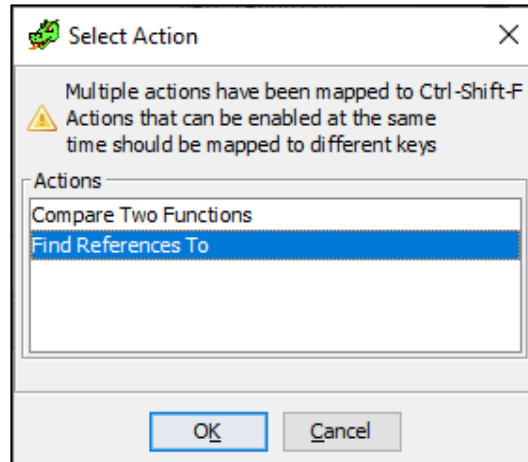 Select Action
Multiple actions have been mapped to Ctrl-Shift-F
Actions that can be enabled at the same
time should be mapped to different keys
Actions
Compare Two Functions
Find References To
OK
Cancel